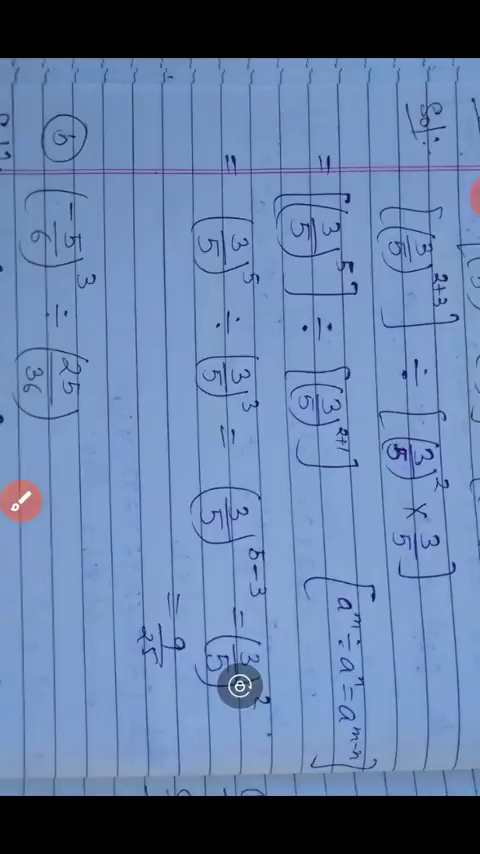 Sol:
[(3/5)^{2+3}] ÷ [(3/5)^2 × 3/5]
= [(3/5)^5] ÷ [(3/5)^{2+1}] [a^m ÷ a^n = a^{m-n}]
= (3/5)^5 ÷ (3/5)^3 = (3/5)^{5-3} = (3/5)^2
= 9/25
(b) (-5/6)^3 ÷ (25/36)